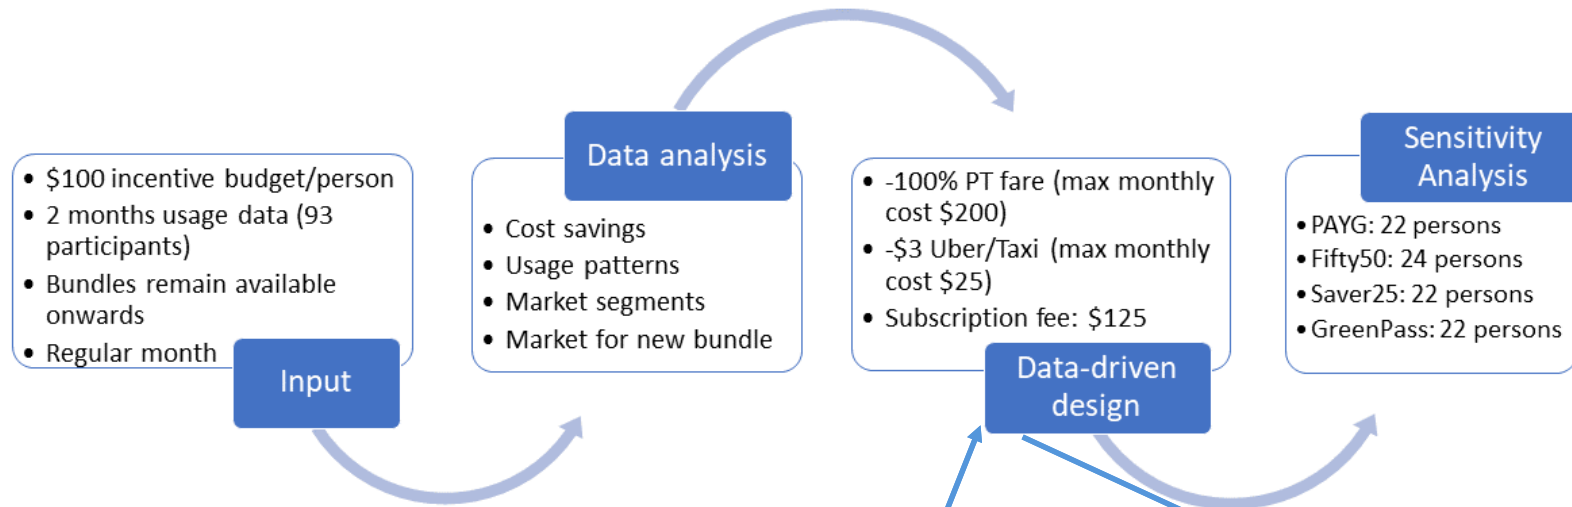 • $100 incentive budget/person
• 2 months usage data (93
participants)
• Bundles remain available
onwards
• Regular month
Input
Data analysis
• Cost savings
• Usage patterns
• Market segments
• Market for new bundle
• -100% PT fare (max monthly
cost $200)
• -$3 Uber/Taxi (max monthly
cost $25)
• Subscription fee: $125
Data-driven
design
Sensitivity
Analysis
• PAYG: 22 persons
• Fifty50: 24 persons
• Saver25: 22 persons
• GreenPass: 22 persons